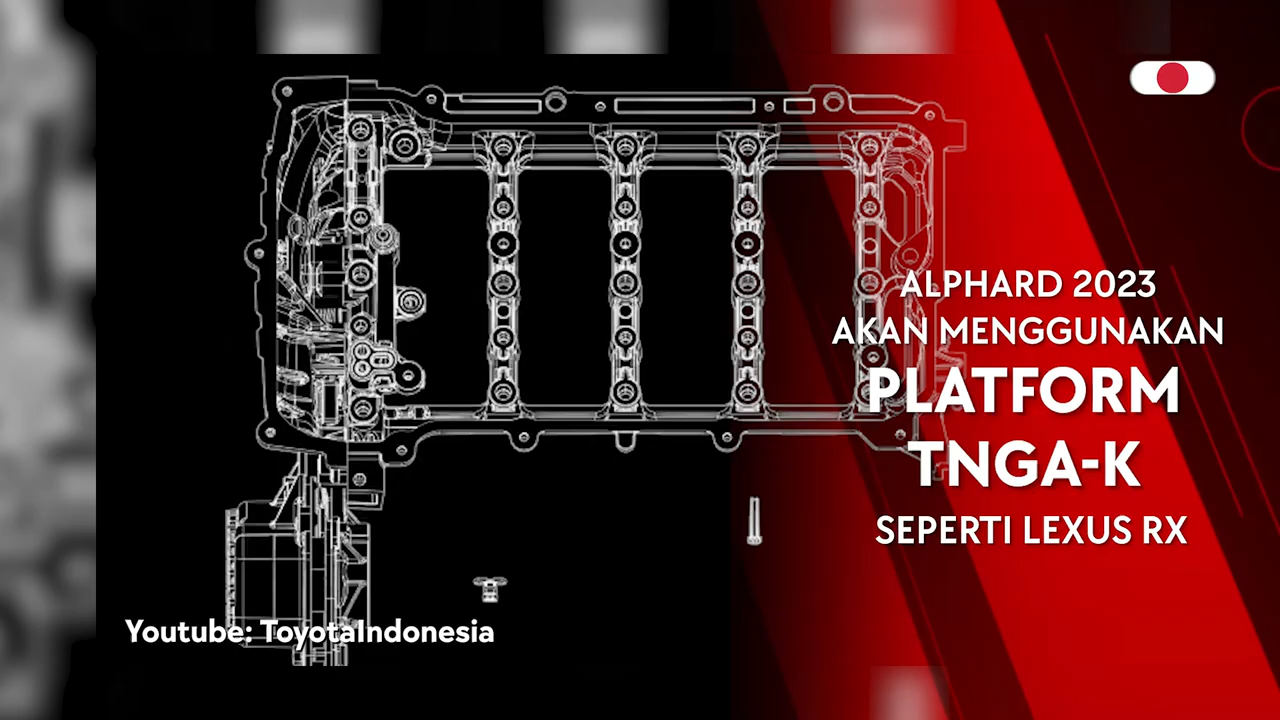 ALPHARD 2023
AKAN MENGGUNAKAN
PLATFORM
TNGA-K
SEPERTI LEXUS RX
Youtube: ToyotaIndonesia